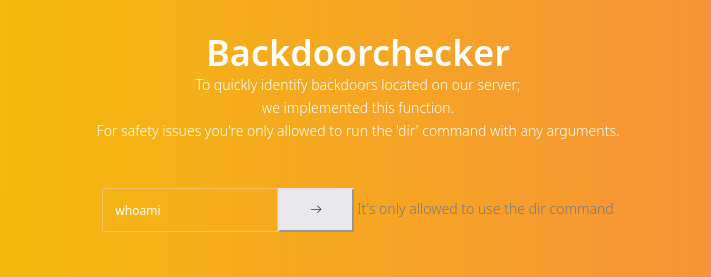 Backdoorchecker
To quickly identify backdoors located on our server;
we implemented this function.
For safety issues you're only allowed to run the 'dir' command with any arguments.
whoami → It's only allowed to use the dir command